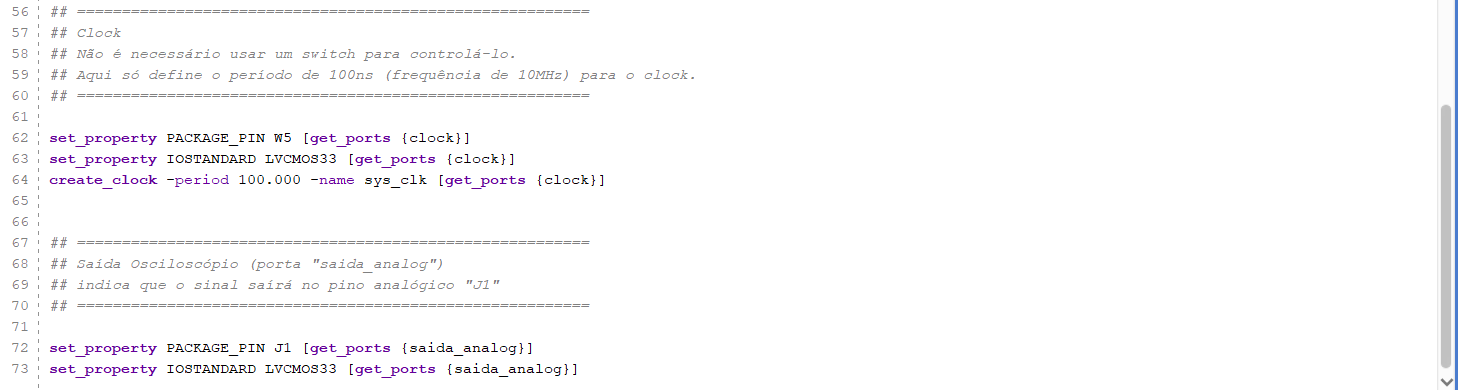 56 ## =========================================================
57 ## Clock
58 ## Não é necessário usar um switch para controlá-lo.
59 ## Aqui só define o período de 100ns (frequência de 10MHz) para o clock.
60 ## =========================================================
61
62 set_property PACKAGE_PIN W5 [get_ports {clock}]
63 set_property IOSTANDARD LVCMOS33 [get_ports {clock}]
64 create_clock -period 100.000 -name sys_clk [get_ports {clock}]
65
66
67 ## =========================================================
68 ## Saída Osciloscópio (porta "saida_analog")
69 ## indica que o sinal sairá no pino analógico "J1"
70 ## =========================================================
71
72 set_property PACKAGE_PIN J1 [get_ports {saida_analog}]
73 set_property IOSTANDARD LVCMOS33 [get_ports {saida_analog}]